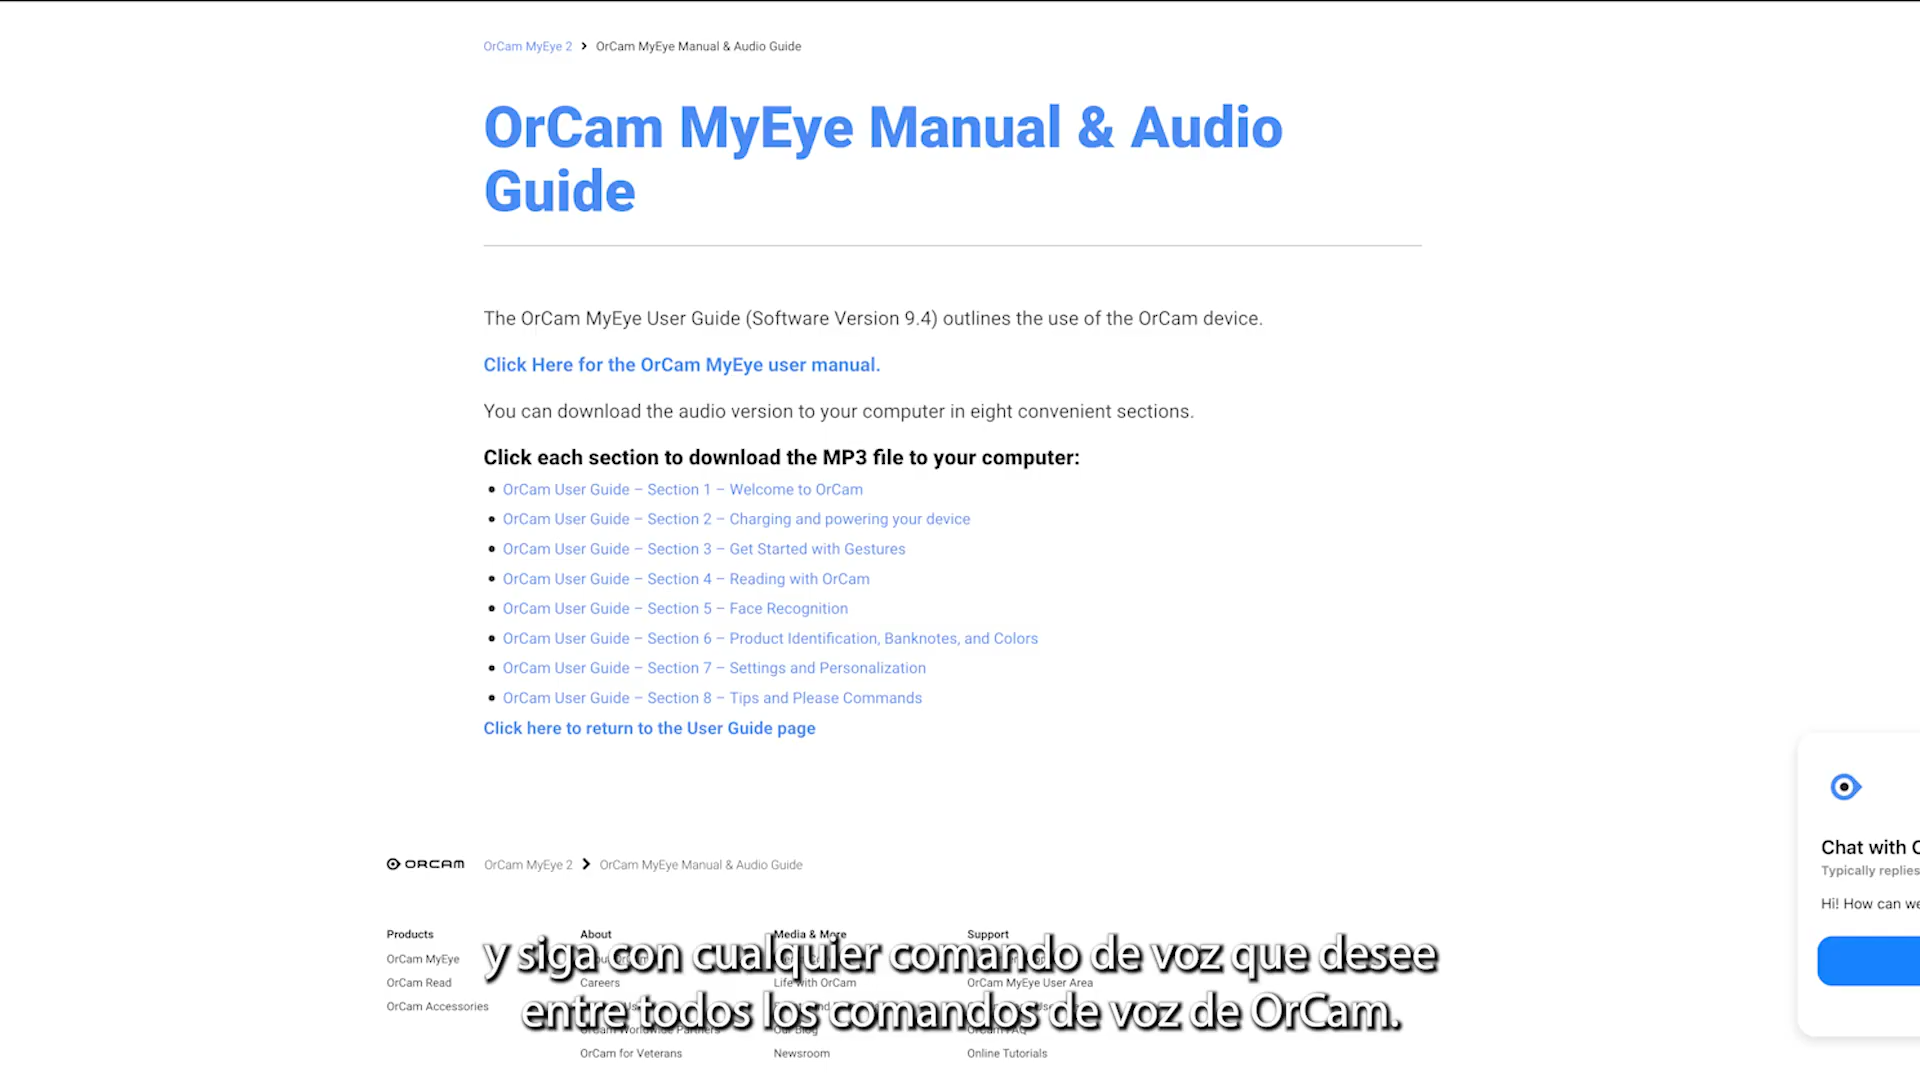 OrCam MyEye 2 > OrCam MyEye Manual & Audio Guide
OrCam MyEye Manual & Audio
Guide
The OrCam MyEye User Guide (Software Version 9.4) outlines the use of the OrCam device.
Click Here for the OrCam MyEye user manual.
You can download the audio version to your computer in eight convenient sections.
Click each section to download the MP3 file to your computer:
• OrCam User Guide – Section 1 – Welcome to OrCam
• OrCam User Guide – Section 2 – Charging and powering your device
• OrCam User Guide – Section 3 – Get Started with Gestures
• OrCam User Guide – Section 4 – Reading with OrCam
• OrCam User Guide – Section 5 – Face Recognition
• OrCam User Guide – Section 6 – Product Identification, Banknotes, and Colors
• OrCam User Guide – Section 7 – Settings and Personalization
• OrCam User Guide – Section 8 – Tips and Please Commands
Click here to return to the User Guide page
Chat with
Typically replies
Hi! How can we
ORCAM OrCam MyEye 2 > OrCam MyEye Manual & Audio Guide
Products
OrCam MyEye
OrCam Read
OrCam Accessories
About
Careers
OrCam Worldwide Partners
OrCam for Veterans
Media & More
Life with OrCam
Our Blog
Newsroom
Support
OrCam MyEye User Area
OrCam FAQ
Online Tutorials
y siga con cualquier comando de voz que desee
entre todos los comandos de voz de OrCam.